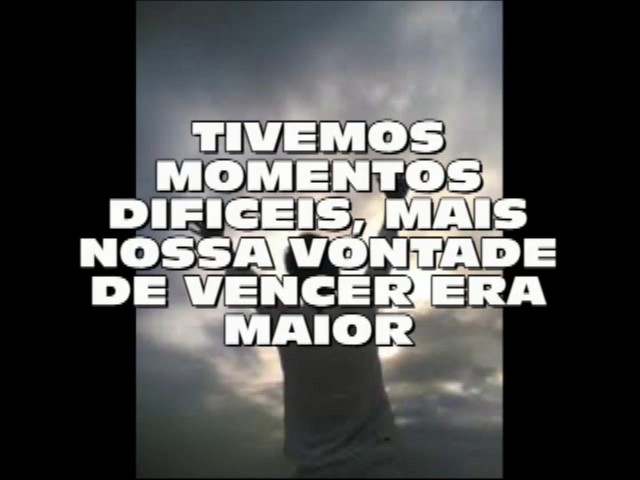 TIVEMOS
MOMENTOS
DIFICEIS, MAIS
NOSSA VONTADE
DE VENCER ERA
MAIOR